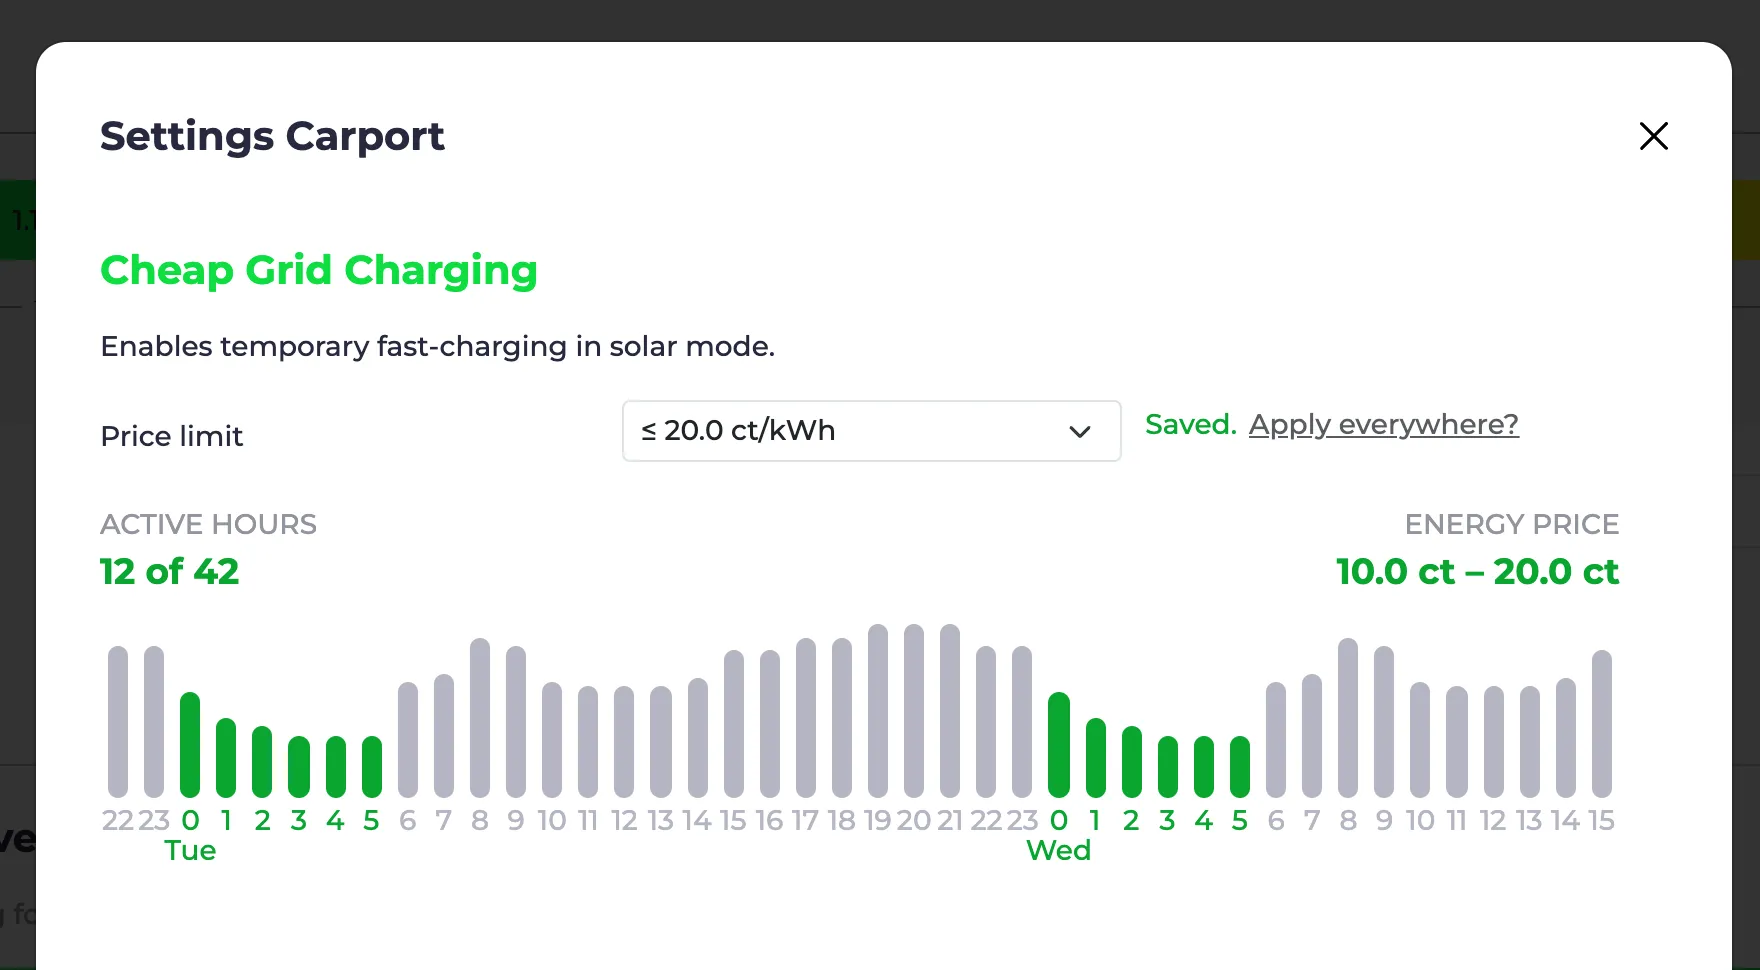 Settings Carport
Cheap Grid Charging
Enables temporary fast-charging in solar mode.
Price limit
≤ 20.0 ct/kWh
Saved. Apply everywhere?
ACTIVE HOURS
12 of 42
ENERGY PRICE
10.0 ct – 20.0 ct
22 23 0 1 2 3 4 5 6 7 8 9 10 11 12 13 14 15 16 17 18 19 20 21 22 23 0 1 2 3 4 5 6 7 8 9 10 11 12 13 14 15
Tue Wed